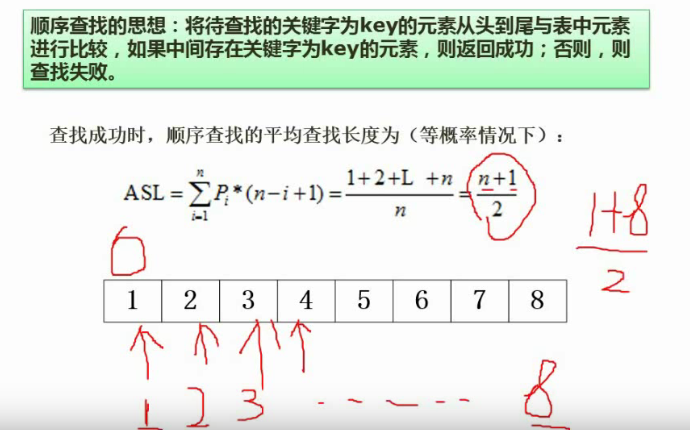 顺序查找的思想：将待查找的关键字为key的元素从头到尾与表中元素
进行比较，如果中间存在关键字为key的元素，则返回成功；否则，则
查找失败。
查找成功时，顺序查找的平均查找长度为（等概率情况下）：
ASL = ∑_{i=1}^{n} P_i*(n-i+1) = (1+2+L +n)/n = (n+1)/2
(1+8)/2
1 2 3 4 5 6 7 8
1 2 3 ------ 8